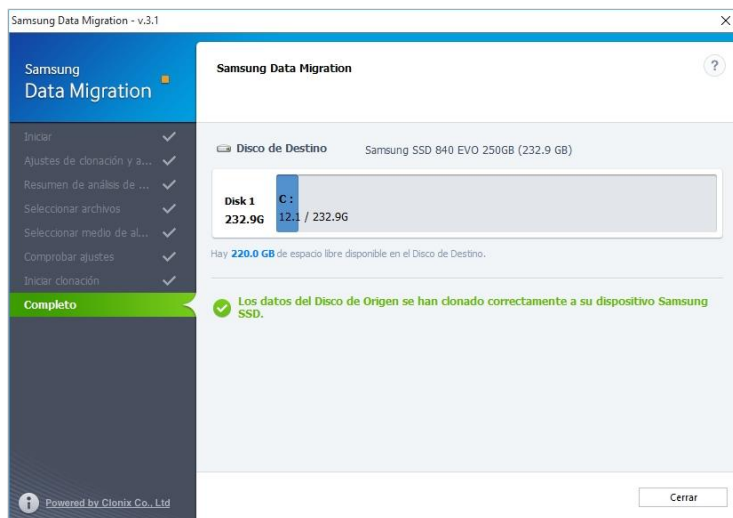 Samsung Data Migration - v.3.1
Samsung
Data Migration
Iniciar
Ajustes de clonación y a...
Resumen de análisis de ...
Seleccionar archivos
Seleccionar medio de al...
Comprobar ajustes
Iniciar clonación
Completo
Powered by Clonix Co., Ltd
Samsung Data Migration
?
Disco de Destino Samsung SSD 840 EVO 250GB (232.9 GB)
Disk 1
232.9G
C :
12.1 / 232.9G
Hay 220.0 GB de espacio libre disponible en el Disco de Destino.
Los datos del Disco de Origen se han clonado correctamente a su dispositivo Samsung
SSD.
Cerrar